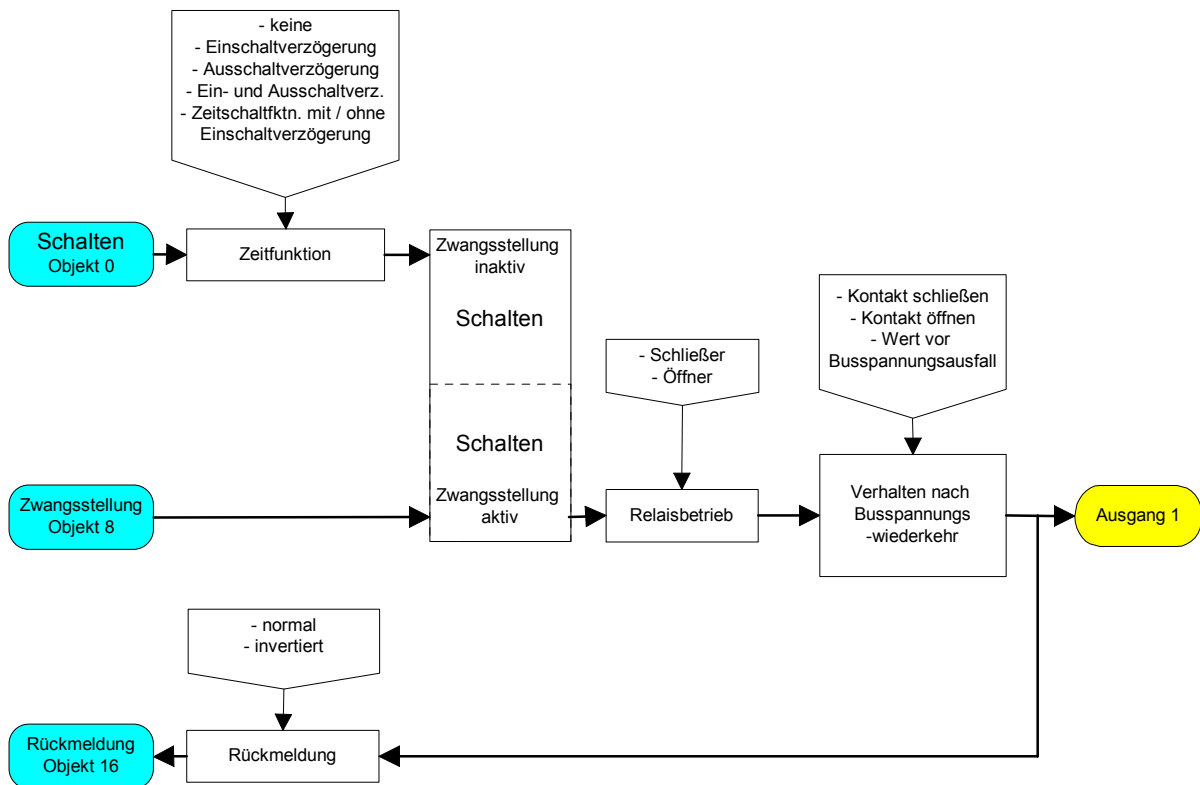 - keine
- Einschaltverzögerung
- Ausschaltverzögerung
- Ein- und Ausschaltverz.
- Zeitschaltfktn. mit / ohne
Einschaltverzögerung
Schalten
Objekt 0
Zeitfunktion
Zwangsstellung
inaktiv
Schalten
- Kontakt schließen
- Kontakt öffnen
- Wert vor
Busspannungsausfall
- Schließer
- Öffner
Schalten
Zwangsstellung
aktiv
Zwangsstellung
Objekt 8
Relaisbetrieb
Verhalten nach
Busspannungs
-wiederkehr
Ausgang 1
- normal
- invertiert
Rückmeldung
Objekt 16
Rückmeldung